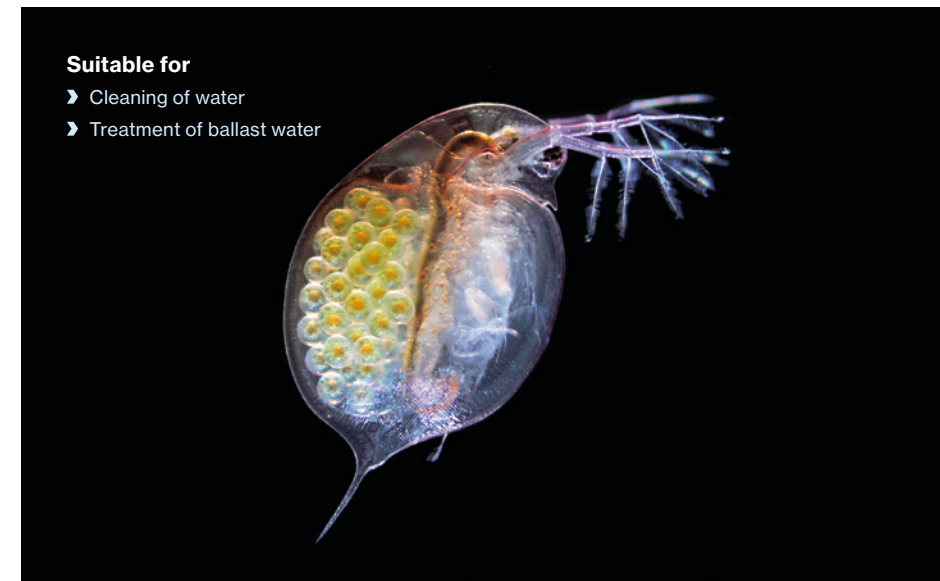 Suitable for
❯ Cleaning of water
❯ Treatment of ballast water